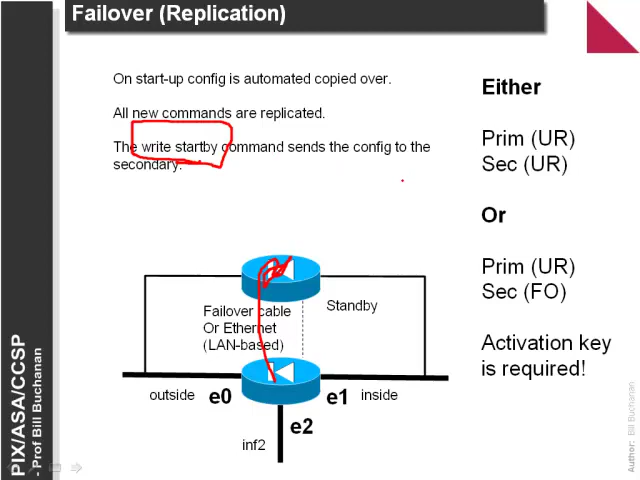 Failover (Replication)
On start-up config is automated copied over.
All new commands are replicated.
The write startby command sends the config to the
secondary.
Either
Prim (UR)
Sec (UR)
Or
Prim (UR)
Sec (FO)
Activation key
is required!
Failover cable
Or Ethernet
(LAN-based)
Standby
outside
e0
e1
inside
e2
inf2
PIX/ASA/CCSP
- Prof Bill Buchanan
Author: Bill Buchanan